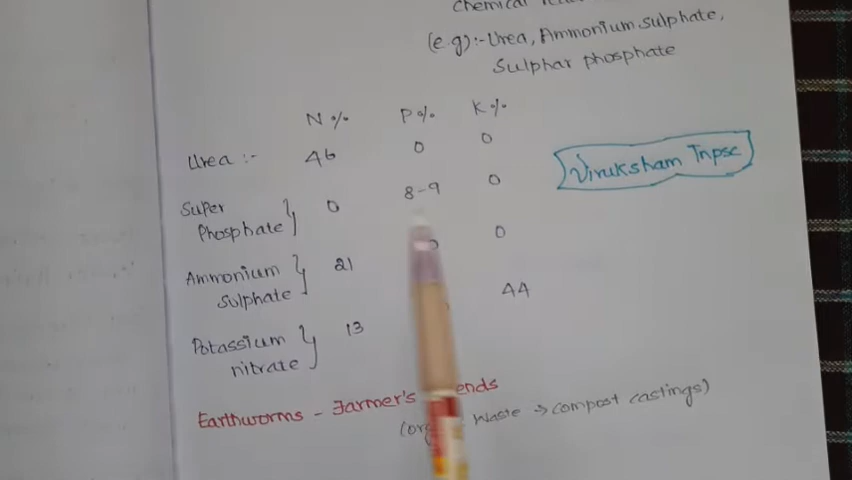 chemical
(e.g):- Urea, Ammonium sulphate,
Sulphar phosphate
N% P% K%
Urea :- 46 0 0
Super Phosphate } 0 8-9 0
Ammonium Sulphate } 21 0
Potassium nitrate } 13 44
Viruksham Tnpsc
Earthworms - Farmer's ends
waste → compost castings)